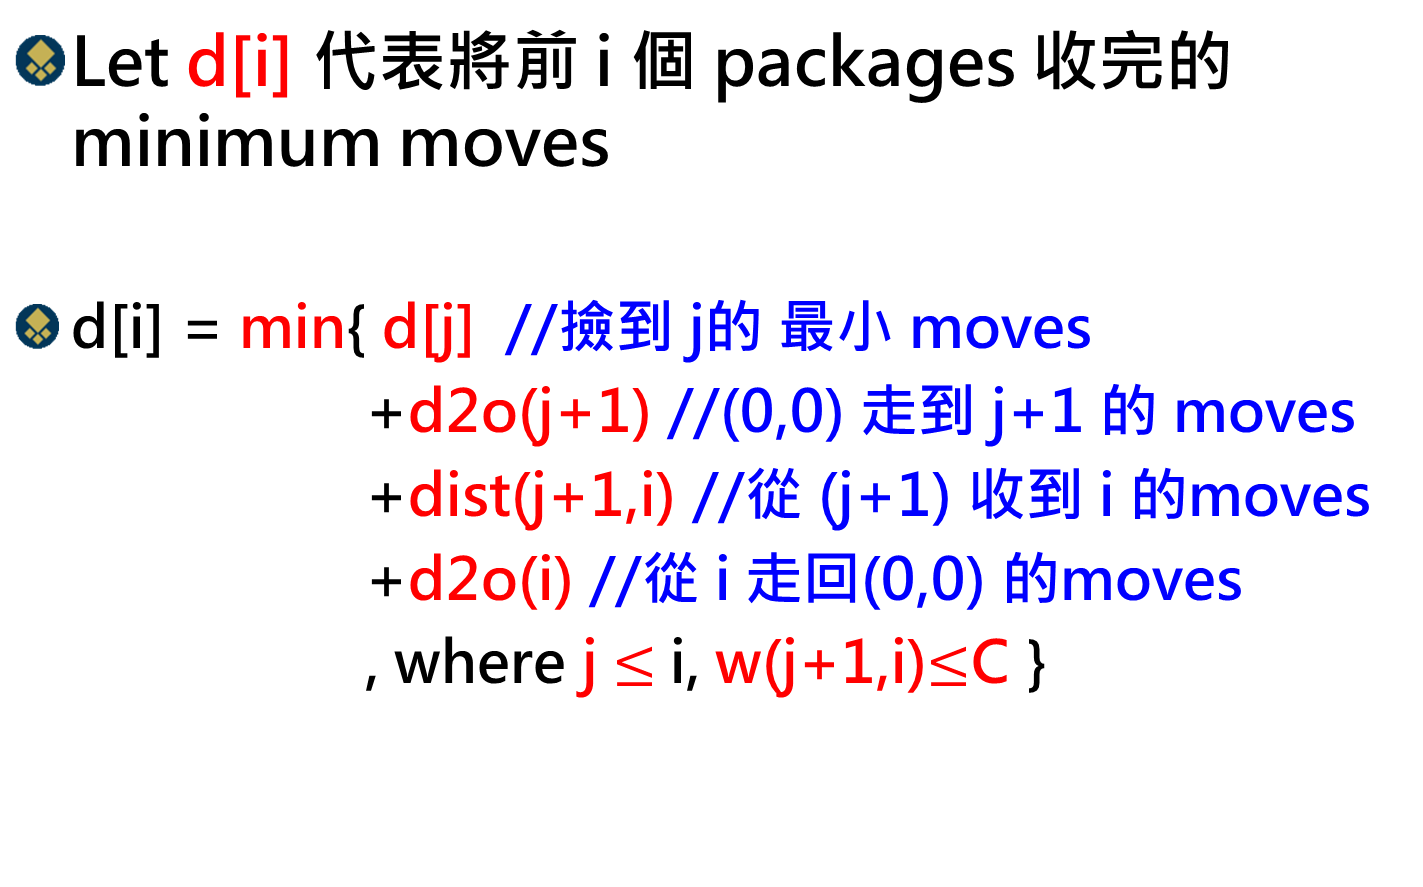 Let d[i] 代表將前 i 個 packages 收完的
minimum moves
d[i] = min{ d[j] //撿到 j的 最小 moves
+d2o(j+1) //(0,0) 走到 j+1 的 moves
+dist(j+1,i) //從 (j+1) 收到 i 的moves
+d2o(i) //從 i 走回(0,0) 的moves
, where j ≤ i, w(j+1,i)≤C }